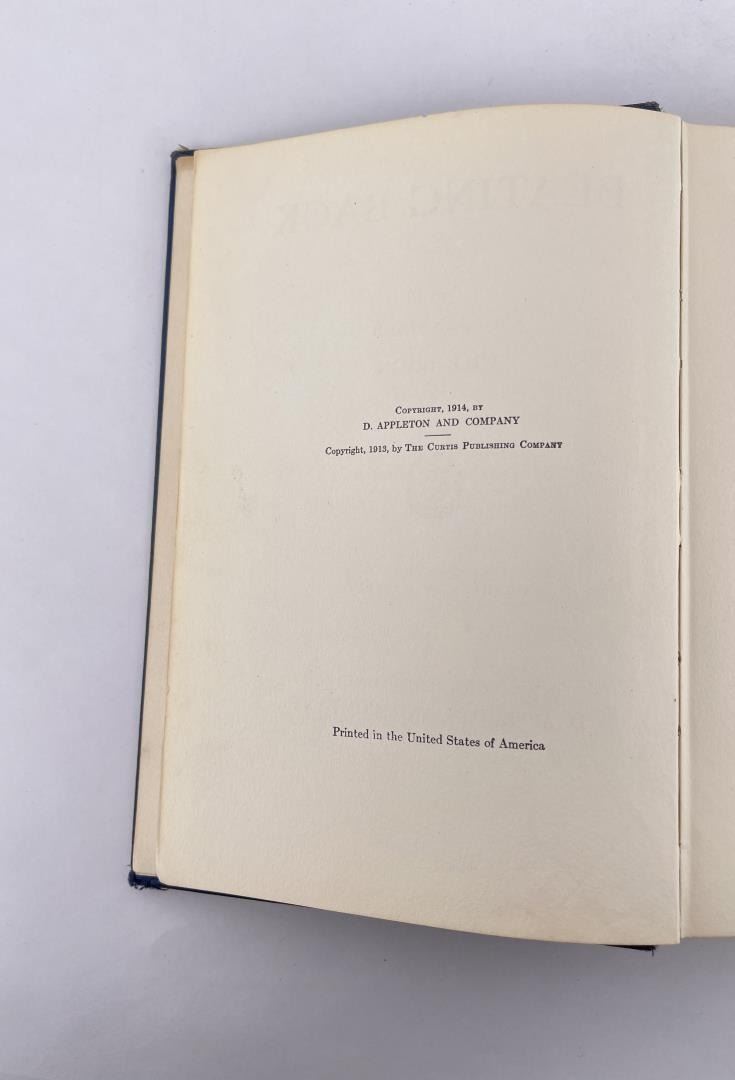 COPYRIGHT, 1914, BY
D. APPLETON AND COMPANY
Copyright, 1913, by THE CURTIS PUBLISHING COMPANY
Printed in the United States of America